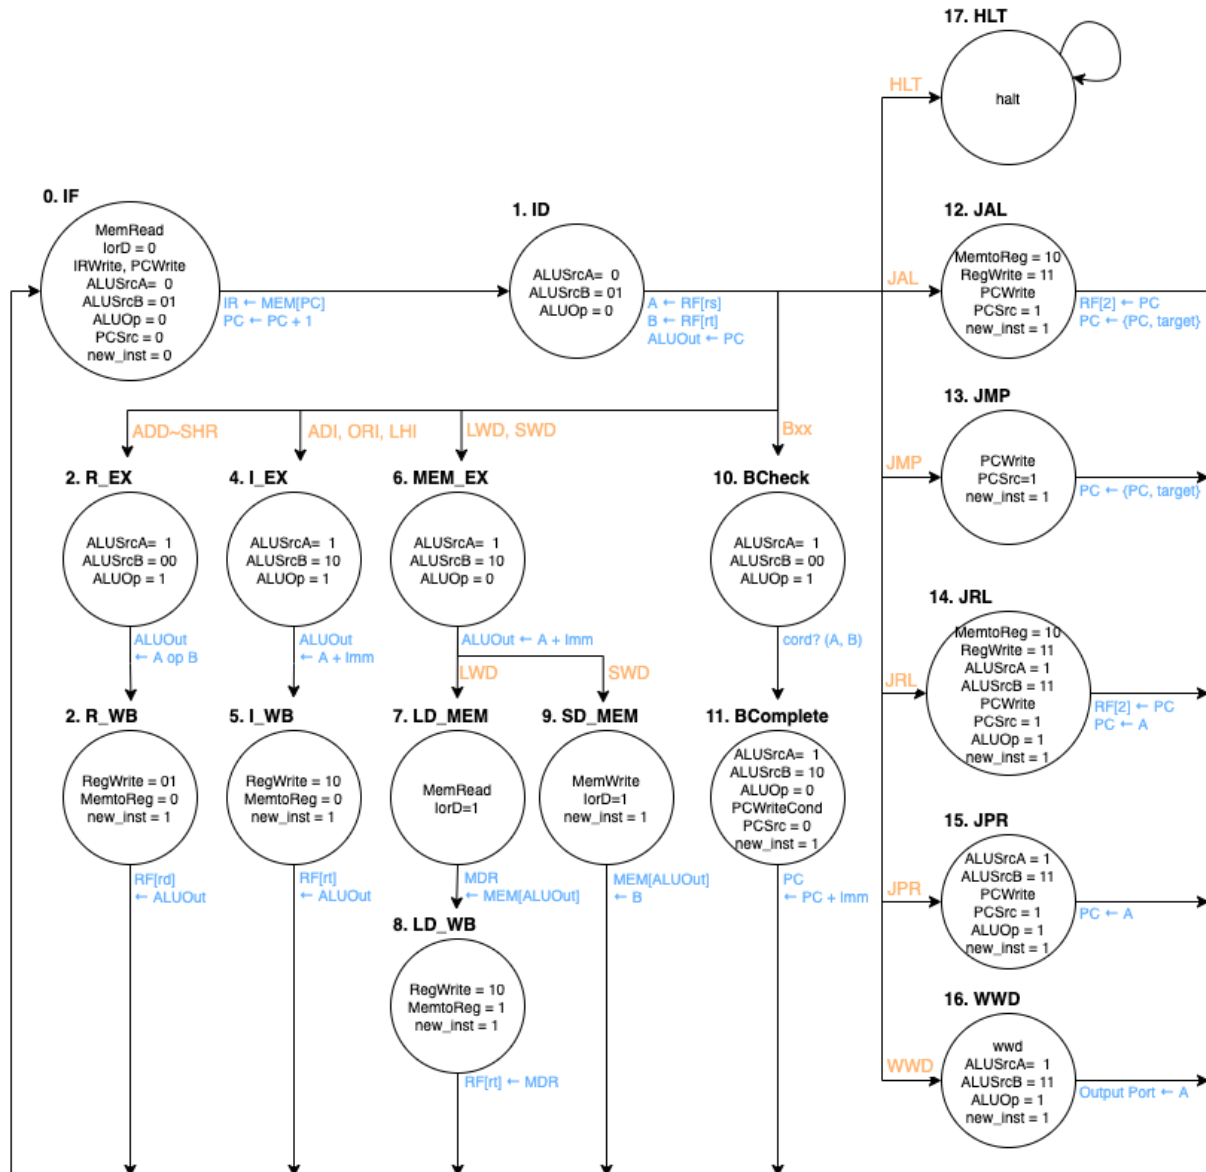 17. HLT
HLT
halt
0. IF
MemRead
IorD = 0
IRWrite, PCWrite
ALUSrcA= 0
ALUSrcB = 01
ALUOp = 0
PCSrc = 0
new_inst = 0
IR ← MEM[PC]
PC ← PC + 1
1. ID
ALUSrcA= 0
ALUSrcB = 01
ALUOp = 0
A ← RF[rs]
B ← RF[rt]
ALUOut ← PC
12. JAL
JAL
MemtoReg = 10
RegWrite = 11
PCWrite
PCSrc = 1
new_inst = 1
RF[2] ← PC
PC ← {PC, target}
13. JMP
JMP
PCWrite
PCSrc=1
new_inst = 1
PC ← {PC, target}
ADD~SHR
ADI, ORI, LHI
LWD, SWD
Bxx
2. R_EX
ALUSrcA= 1
ALUSrcB = 00
ALUOp = 1
ALUOut
← A op B
4. I_EX
ALUSrcA= 1
ALUSrcB = 10
ALUOp = 1
ALUOut
← A + Imm
6. MEM_EX
ALUSrcA= 1
ALUSrcB = 10
ALUOp = 0
ALUOut ← A + Imm
LWD
SWD
10. BCheck
ALUSrcA= 1
ALUSrcB = 00
ALUOp = 1
cord? (A, B)
14. JRL
JRL
MemtoReg = 10
RegWrite = 11
ALUSrcA = 1
ALUSrcB = 11
PCWrite
PCSrc = 1
ALUOp = 1
new_inst = 1
RF[2] ← PC
PC ← A
2. R_WB
RegWrite = 01
MemtoReg = 0
new_inst = 1
RF[rd]
← ALUOut
5. I_WB
RegWrite = 10
MemtoReg = 0
new_inst = 1
RF[rt]
← ALUOut
7. LD_MEM
MemRead
IorD=1
MDR
← MEM[ALUOut]
9. SD_MEM
MemWrite
IorD=1
new_inst = 1
MEM[ALUOut]
← B
11. BComplete
ALUSrcA= 1
ALUSrcB = 10
ALUOp = 0
PCWriteCond
PCSrc = 0
new_inst = 1
PC
← PC + Imm
15. JPR
JPR
ALUSrcA = 1
ALUSrcB = 11
PCWrite
PCSrc = 1
ALUOp = 1
new_inst = 1
PC ← A
8. LD_WB
RegWrite = 10
MemtoReg = 1
new_inst = 1
RF[rt] ← MDR
16. WWD
WWD
wwd
ALUSrcA= 1
ALUSrcB = 11
ALUOp = 1
new_inst = 1
Output Port ← A